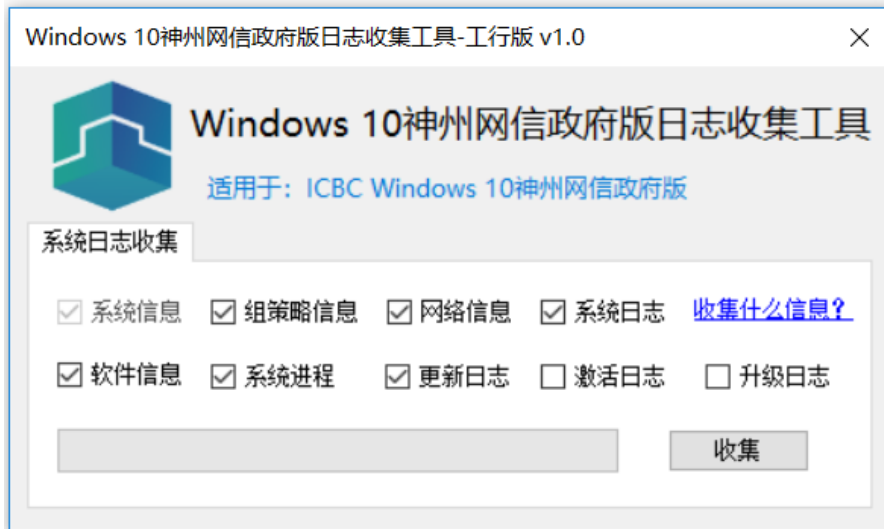 Windows 10神州网信政府版日志收集工具-工行版 v1.0
Windows 10神州网信政府版日志收集工具
适用于：ICBC Windows 10神州网信政府版
系统日志收集
系统信息 组策略信息 网络信息 系统日志 收集什么信息？
软件信息 系统进程 更新日志 激活日志 升级日志
收集